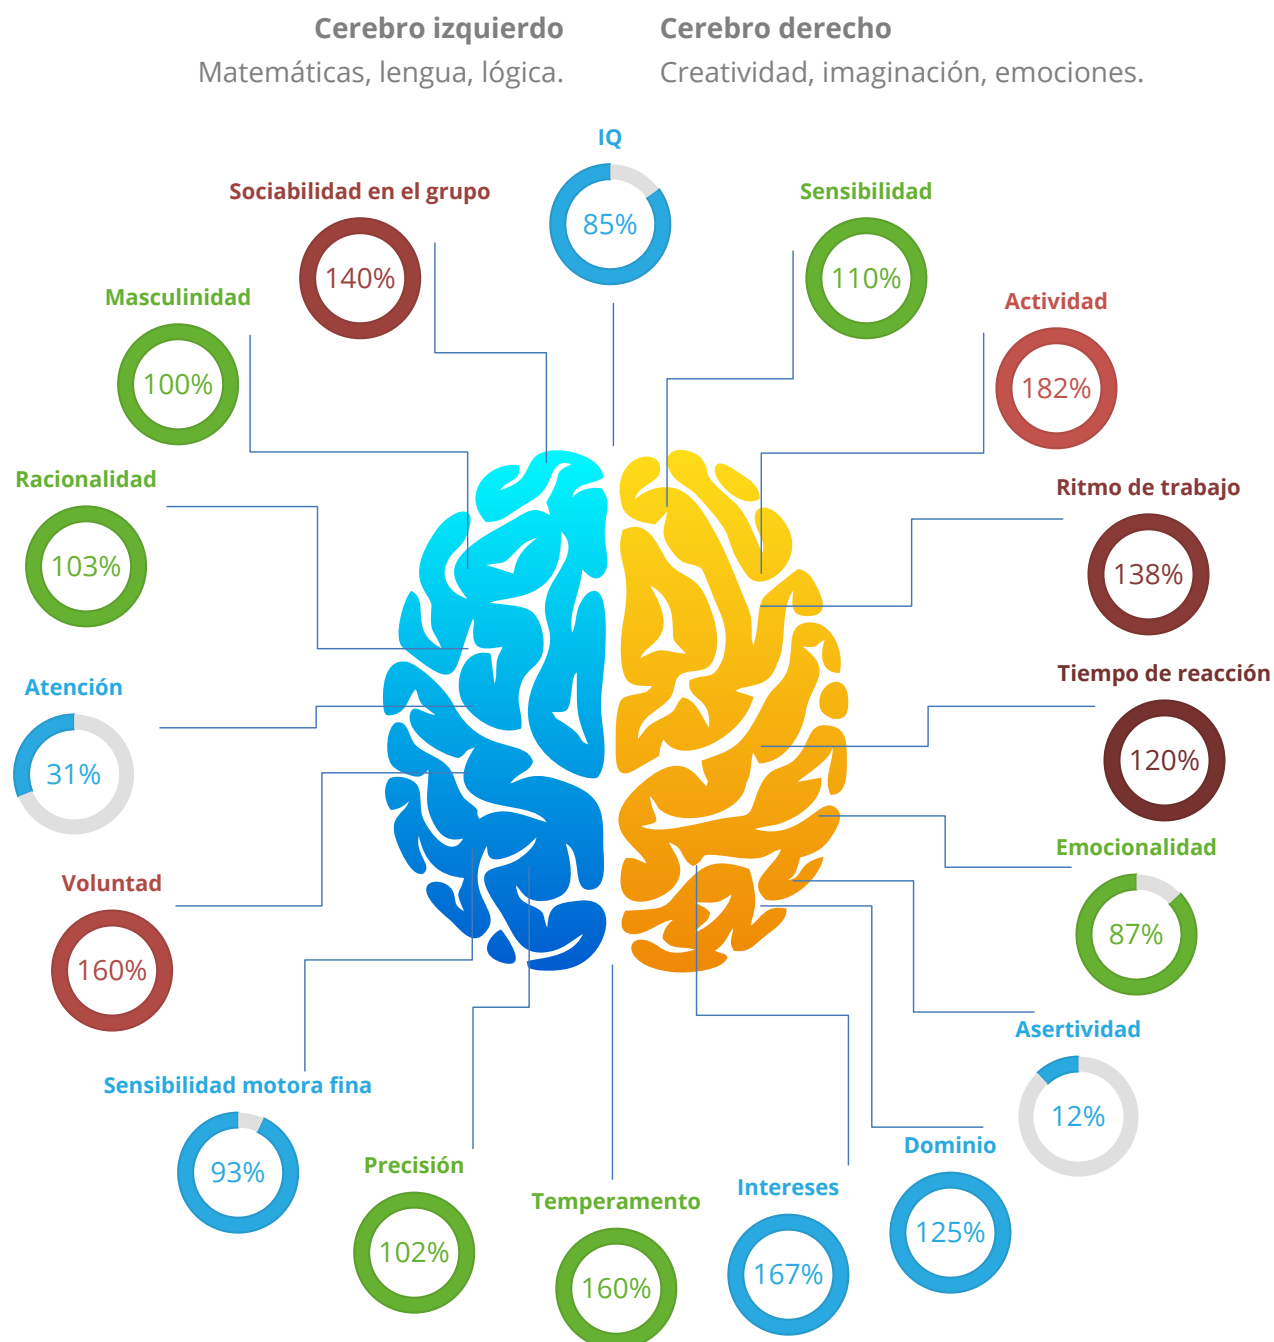 Cerebro izquierdo
Matemáticas, lengua, lógica.
Cerebro derecho
Creatividad, imaginación, emociones.
IQ
85%
Sociabilidad en el grupo
140%
Sensibilidad
110%
Masculinidad
100%
Actividad
182%
Racionalidad
103%
Ritmo de trabajo
138%
Atención
31%
Tiempo de reacción
120%
Voluntad
160%
Emocionalidad
87%
Asertividad
12%
Sensibilidad motora fina
93%
Dominio
125%
Precisión
102%
Intereses
167%
Temperamento
160%